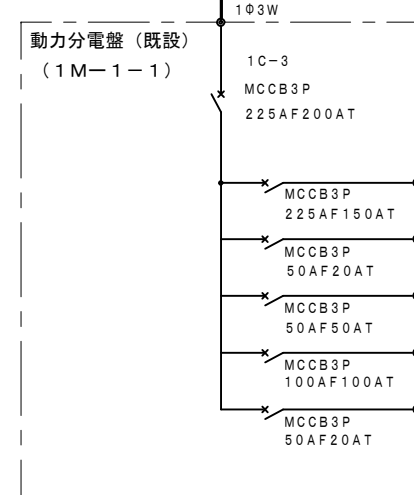 1Φ3W
動力分電盤（既設）
（1M－1－1）
1C-3
MCCB3P
225AF200AT
MCCB3P
225AF150AT
MCCB3P
50AF20AT
MCCB3P
50AF50AT
MCCB3P
100AF100AT
MCCB3P
50AF20AT